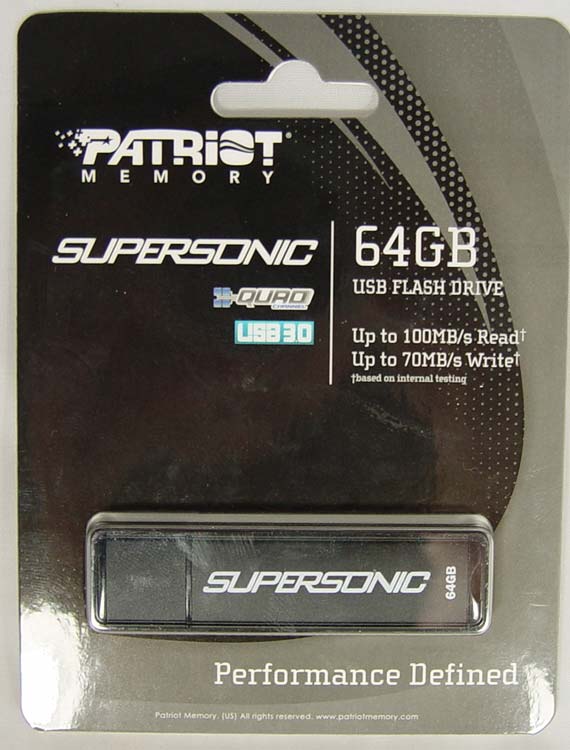 PATRIOT
MEMORY
SUPERSONIC
QUAD
CHANNEL
USB 3.0
64GB
USB FLASH DRIVE
Up to 100MB/s Read†
Up to 70MB/s Write†
†based on internal testing
SUPERSONIC
64GB
Performance Defined
Patriot Memory. (US) All rights reserved. www.patriotmemory.com